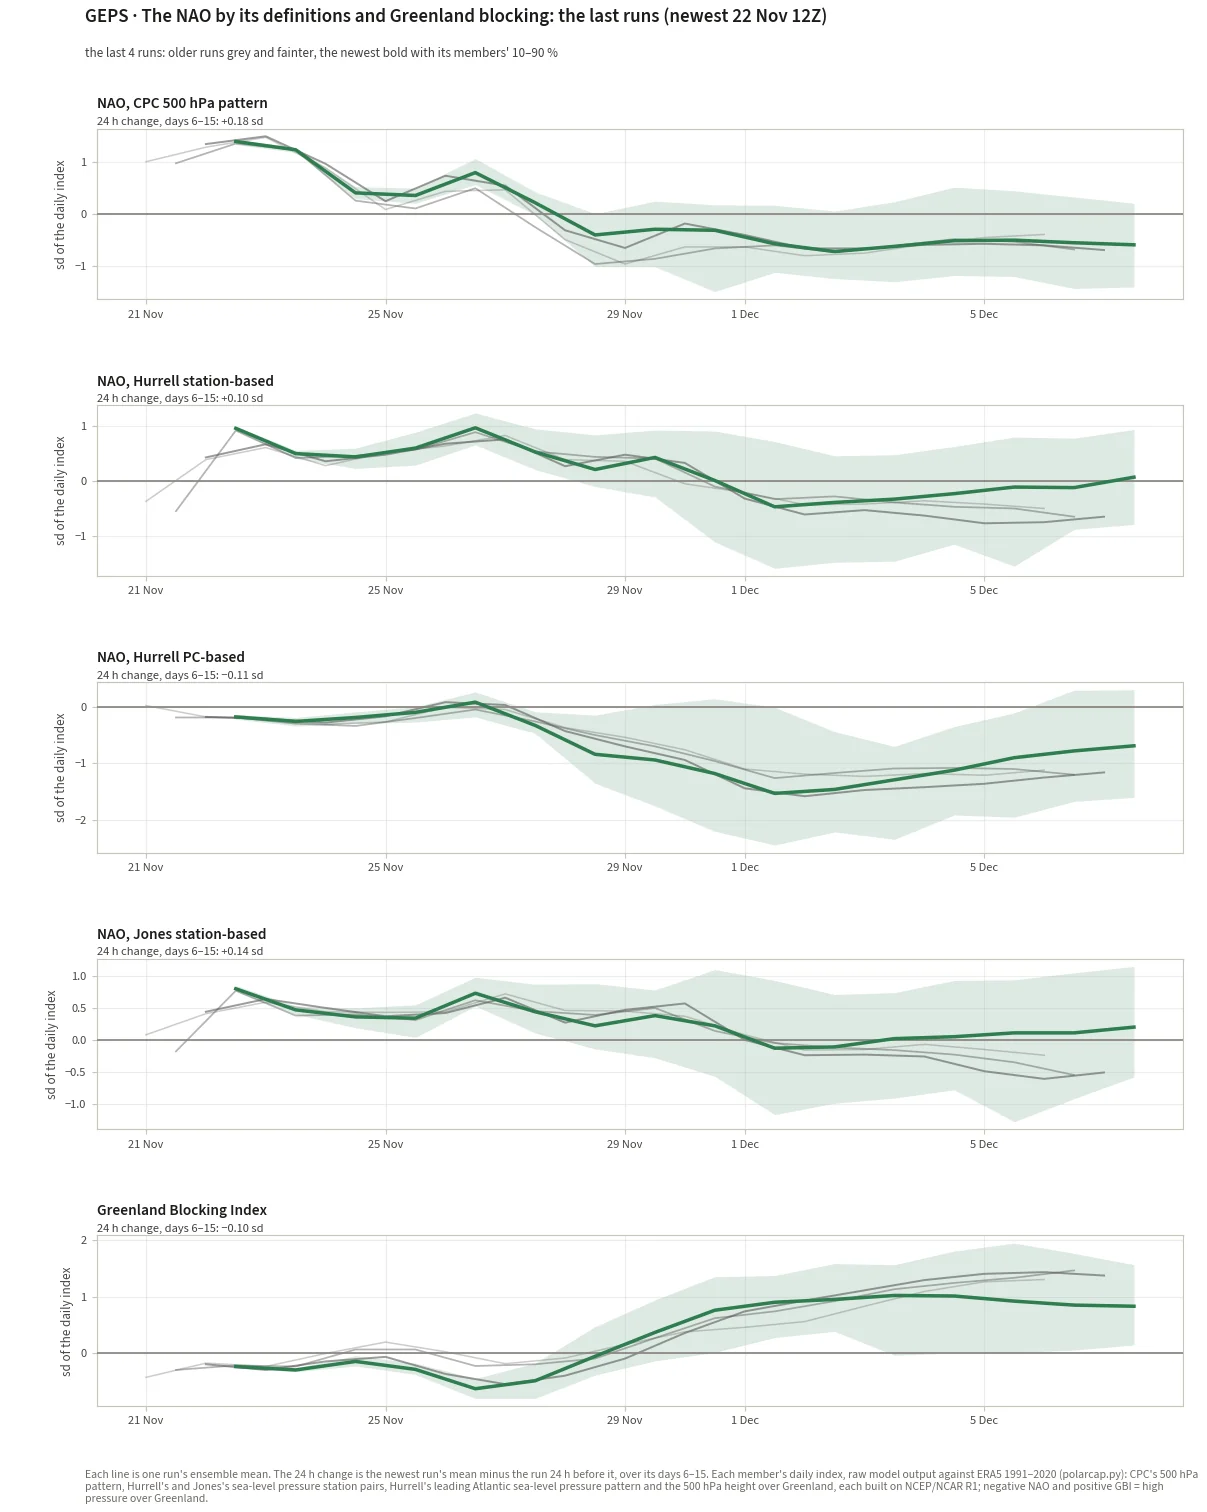 GEPS · The NAO by its definitions and Greenland blocking: the last runs (newest 22 Nov 12Z)
the last 4 runs: older runs grey and fainter, the newest bold with its members' 10–90 %
NAO, CPC 500 hPa pattern
24 h change, days 6–15: +0.18 sd
sd of the daily index
1
0
−1
21 Nov
25 Nov
29 Nov
1 Dec
5 Dec
NAO, Hurrell station-based
24 h change, days 6–15: +0.10 sd
sd of the daily index
1
0
−1
21 Nov
25 Nov
29 Nov
1 Dec
5 Dec
NAO, Hurrell PC-based
24 h change, days 6–15: −0.11 sd
sd of the daily index
0
−1
−2
21 Nov
25 Nov
29 Nov
1 Dec
5 Dec
NAO, Jones station-based
24 h change, days 6–15: +0.14 sd
sd of the daily index
1.0
0.5
0.0
−0.5
−1.0
21 Nov
25 Nov
29 Nov
1 Dec
5 Dec
Greenland Blocking Index
24 h change, days 6–15: −0.10 sd
sd of the daily index
2
1
0
21 Nov
25 Nov
29 Nov
1 Dec
5 Dec
Each line is one run's ensemble mean. The 24 h change is the newest run's mean minus the run 24 h before it, over its days 6–15. Each member's daily index, raw model output against ERA5 1991–2020 (polarcap.py): CPC's 500 hPa
pattern, Hurrell's and Jones's sea-level pressure station pairs, Hurrell's leading Atlantic sea-level pressure pattern and the 500 hPa height over Greenland, each built on NCEP/NCAR R1; negative NAO and positive GBI = high
pressure over Greenland.